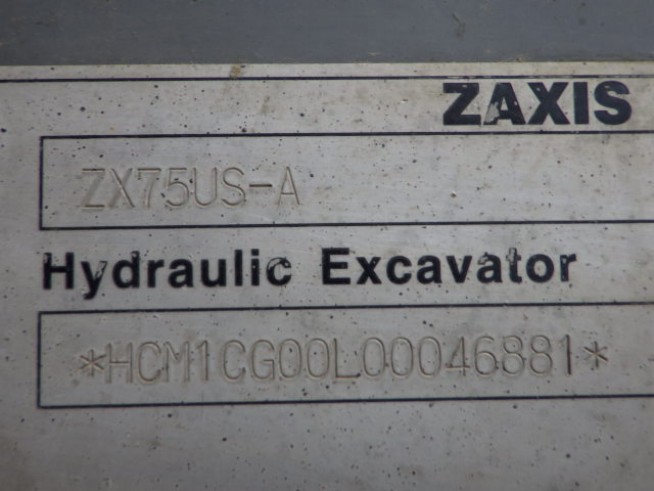 ZAXIS
ZX75US-A
Hydraulic Excavator
*HCM1CG00L00046881*